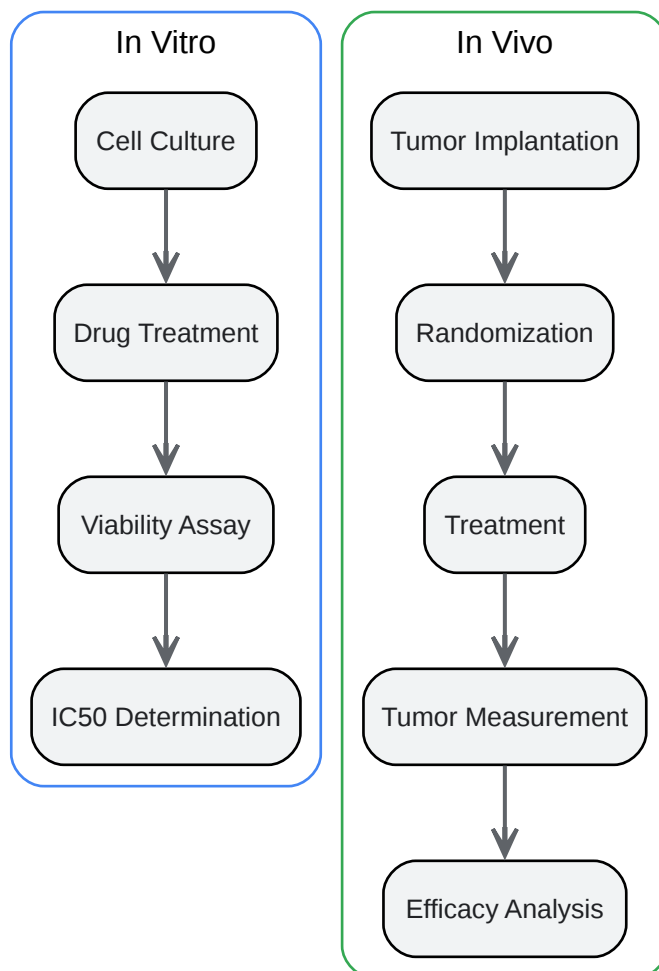 In Vitro
Cell Culture
Drug Treatment
Viability Assay
IC50 Determination
In Vivo
Tumor Implantation
Randomization
Treatment
Tumor Measurement
Efficacy Analysis